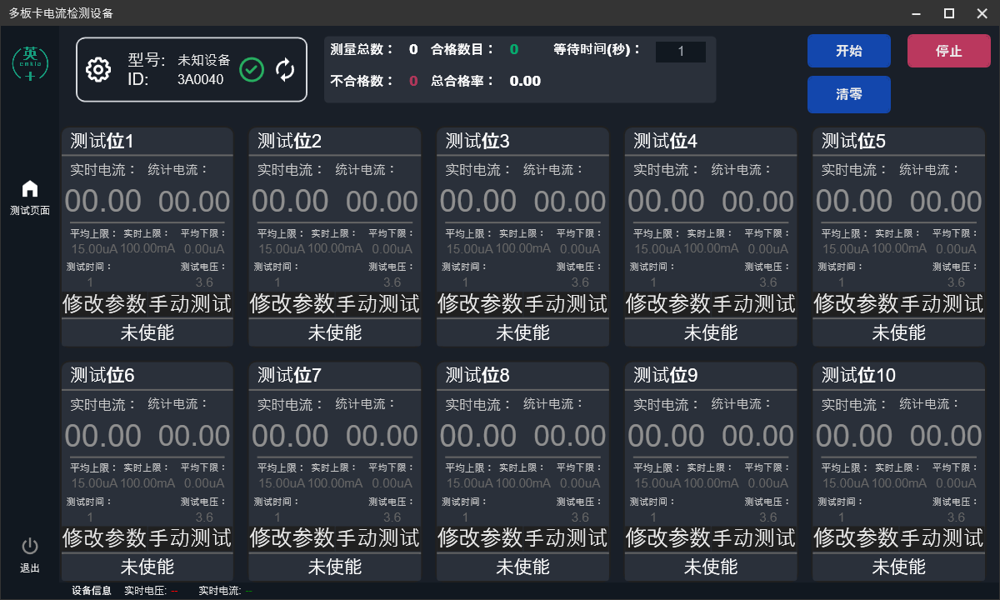 多板卡电流检测设备
英
enkia
型号: 未知设备
ID: 3A0040
测量总数： 0 合格数目： 0 等待时间(秒)： 1
不合格数： 0 总合格率： 0.00
开始 停止
清零
测试页面
测试位1 测试位2 测试位3 测试位4 测试位5
实时电流： 统计电流： 实时电流： 统计电流： 实时电流： 统计电流： 实时电流： 统计电流： 实时电流： 统计电流：
00.00 00.00 00.00 00.00 00.00 00.00 00.00 00.00 00.00 00.00
平均上限： 实时上限： 平均下限： 平均上限： 实时上限： 平均下限： 平均上限： 实时上限： 平均下限： 平均上限： 实时上限： 平均下限： 平均上限： 实时上限： 平均下限：
15.00uA 100.00mA 0.00uA 15.00uA 100.00mA 0.00uA 15.00uA 100.00mA 0.00uA 15.00uA 100.00mA 0.00uA 15.00uA 100.00mA 0.00uA
测试时间： 测试电压： 测试时间： 测试电压： 测试时间： 测试电压： 测试时间： 测试电压： 测试时间： 测试电压：
1 3.6 1 3.6 1 3.6 1 3.6 1 3.6
修改参数 手动测试 修改参数 手动测试 修改参数 手动测试 修改参数 手动测试 修改参数 手动测试
未使能 未使能 未使能 未使能 未使能
测试位6 测试位7 测试位8 测试位9 测试位10
实时电流： 统计电流： 实时电流： 统计电流： 实时电流： 统计电流： 实时电流： 统计电流： 实时电流： 统计电流：
00.00 00.00 00.00 00.00 00.00 00.00 00.00 00.00 00.00 00.00
平均上限： 实时上限： 平均下限： 平均上限： 实时上限： 平均下限： 平均上限： 实时上限： 平均下限： 平均上限： 实时上限： 平均下限： 平均上限： 实时上限： 平均下限：
15.00uA 100.00mA 0.00uA 15.00uA 100.00mA 0.00uA 15.00uA 100.00mA 0.00uA 15.00uA 100.00mA 0.00uA 15.00uA 100.00mA 0.00uA
测试时间： 测试电压： 测试时间： 测试电压： 测试时间： 测试电压： 测试时间： 测试电压： 测试时间： 测试电压：
1 3.6 1 3.6 1 3.6 1 3.6 1 3.6
修改参数 手动测试 修改参数 手动测试 修改参数 手动测试 修改参数 手动测试 修改参数 手动测试
未使能 未使能 未使能 未使能 未使能
退出
设备信息 实时电压: -- 实时电流: --